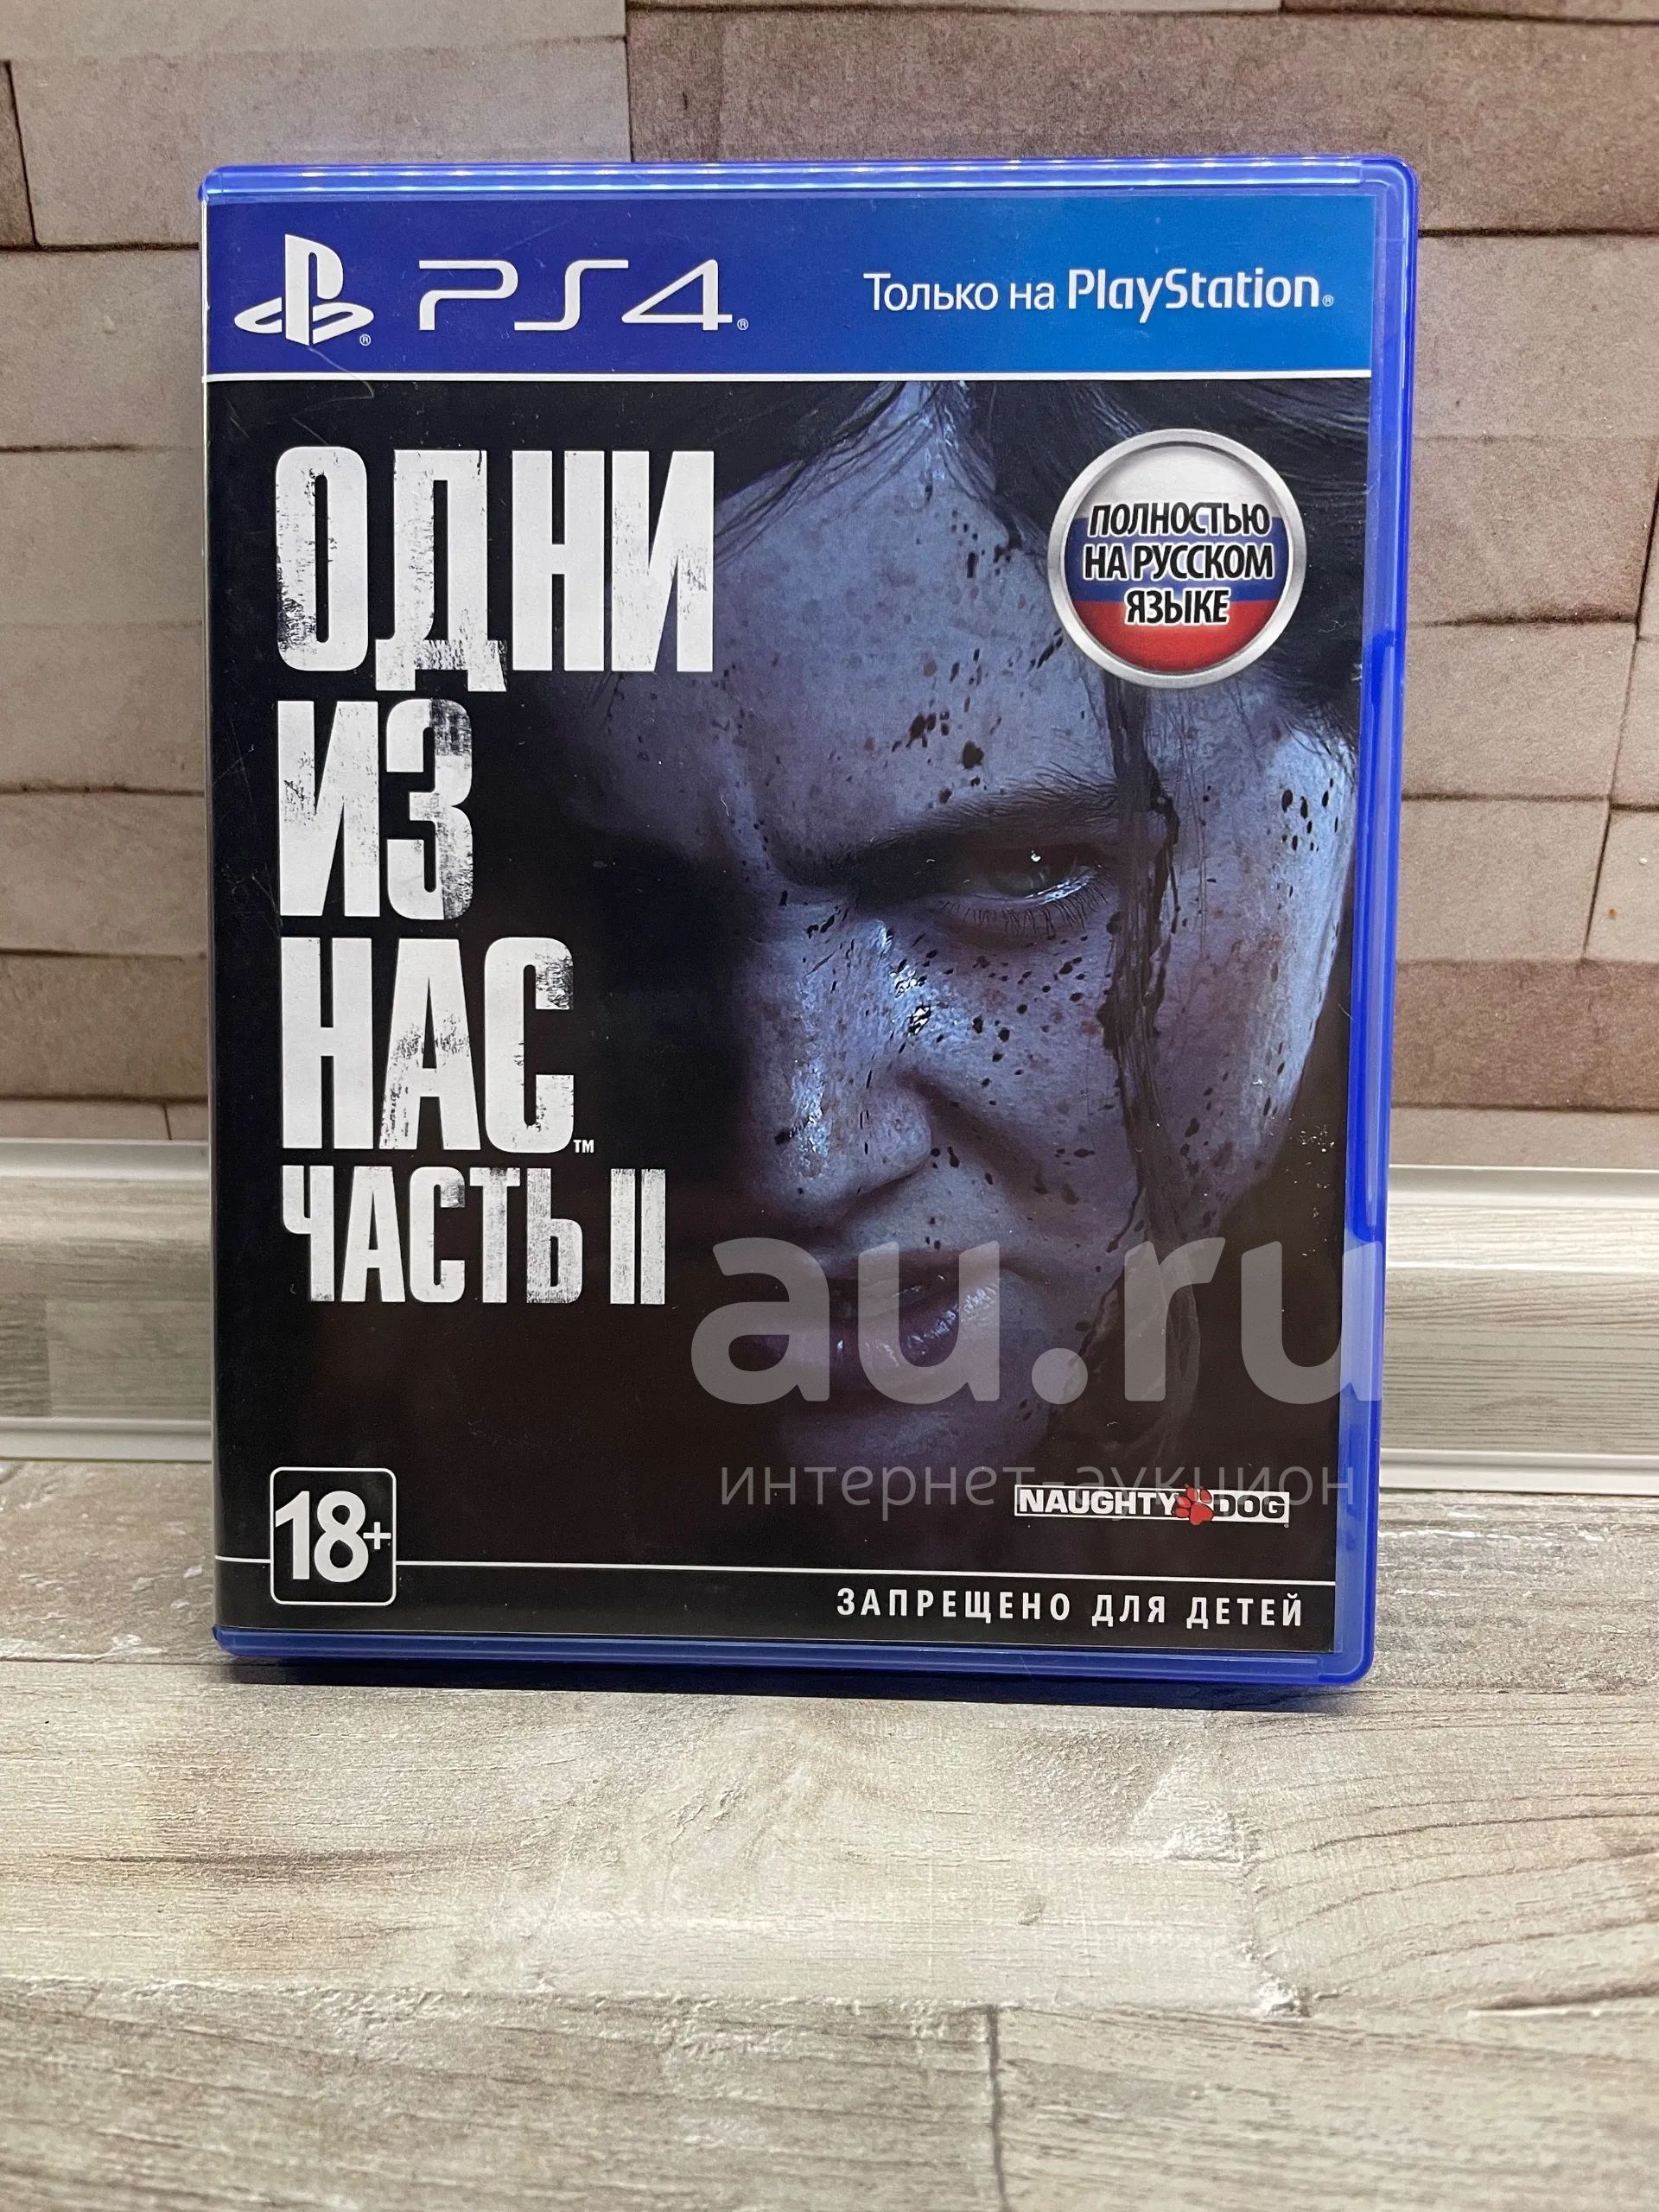 PS4®
Только на PlayStation®
ОДНИ
ИЗ
НАС™
ЧАСТЬ II
ПОЛНОСТЬЮ
НА РУССКОМ
ЯЗЫКЕ
au.ru
интернет-аукцион
NAUGHTY DOG
18+
ЗАПРЕЩЕНО ДЛЯ ДЕТЕЙ